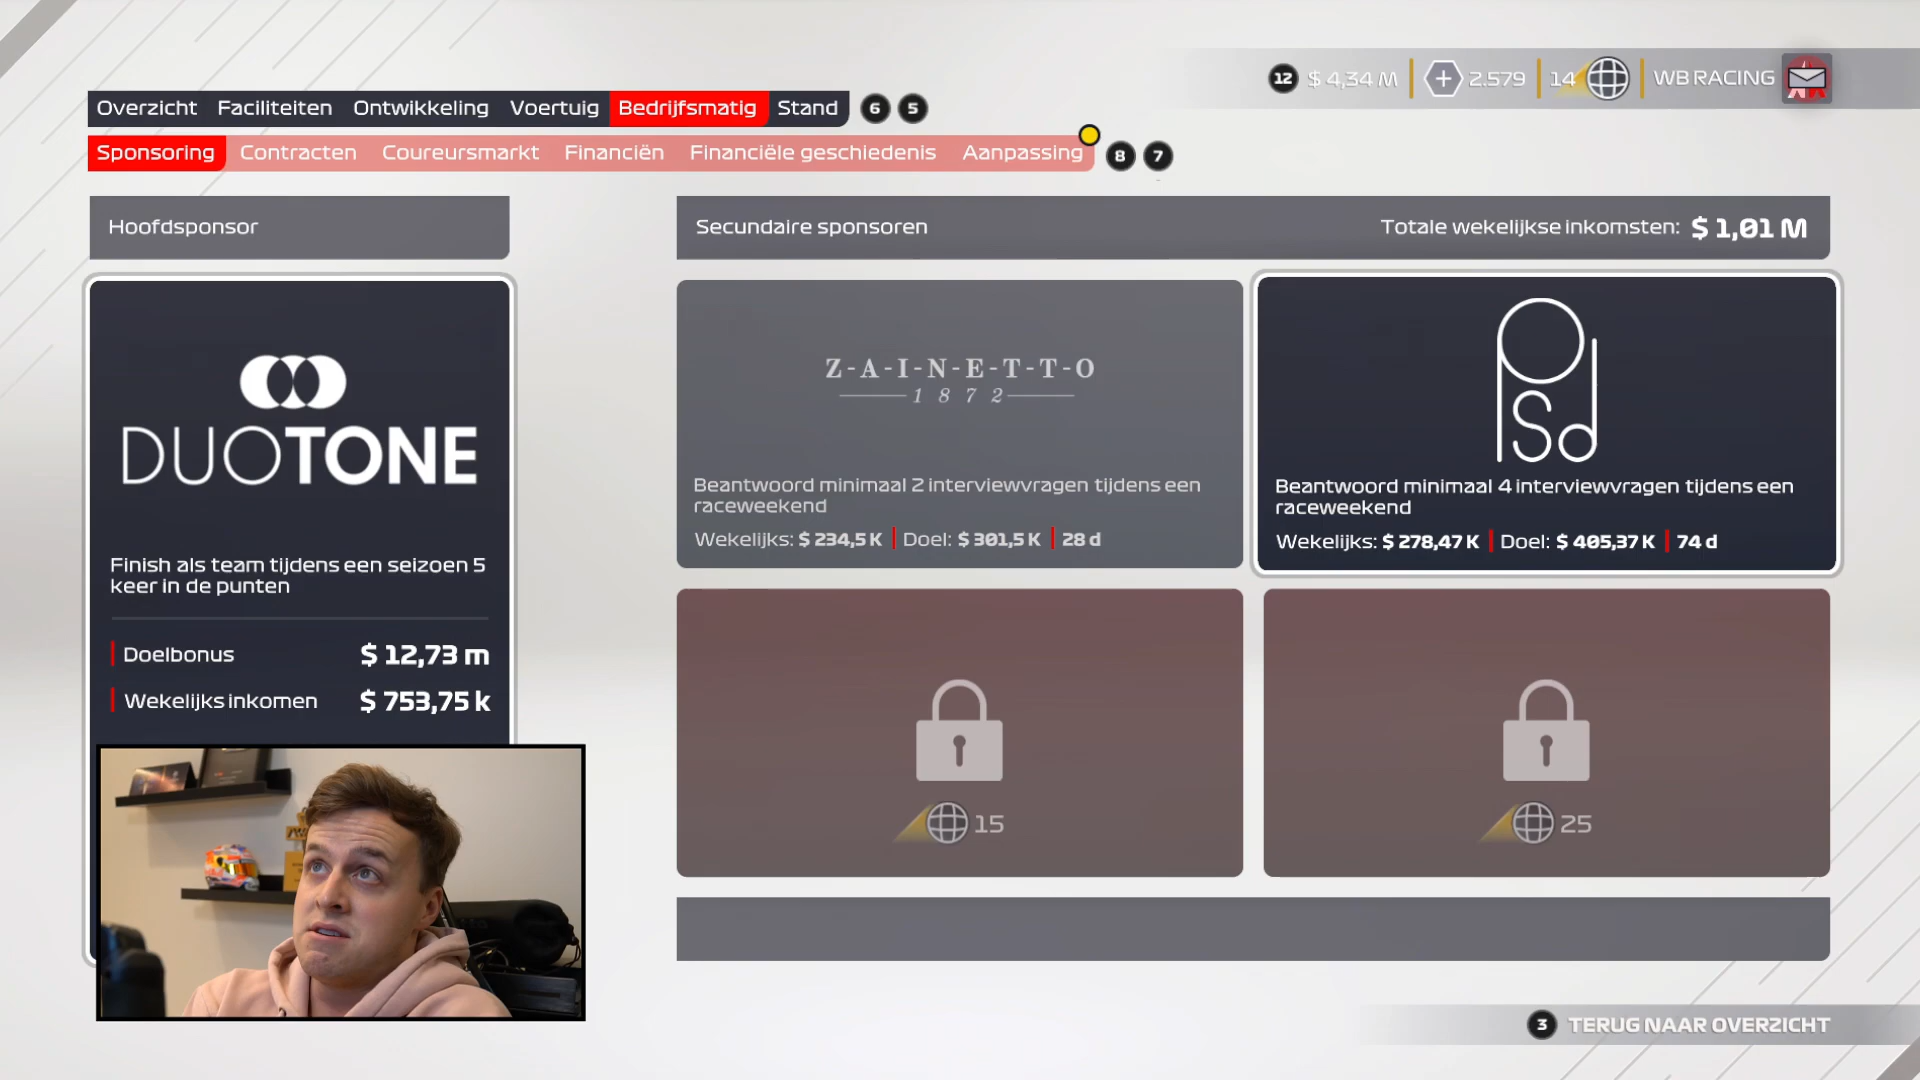 12 $ 4,34 M 2.579 14 WB RACING
Overzicht Faciliteiten Ontwikkeling Voertuig Bedrijfsmatig Stand 6 5
Sponsoring Contracten Coureursmarkt Financiën Financiële geschiedenis Aanpassing 8 7
Hoofdsponsor
DUOTONE
Finish als team tijdens een seizoen 5
keer in de punten
Doelbonus $ 12,73 m
Wekelijks inkomen $ 753,75 k
Secundaire sponsoren Totale wekelijkse inkomsten: $ 1,01 M
Z-A-I-N-E-T-T-O
1 8 7 2
Beantwoord minimaal 2 interviewvragen tijdens een
raceweekend
Wekelijks: $ 234,5 K Doel: $ 301,5 K 28 d
Psd
Beantwoord minimaal 4 interviewvragen tijdens een
raceweekend
Wekelijks: $ 278,47 K Doel: $ 405,37 K 74 d
15
25
3 TERUG NAAR OVERZICHT